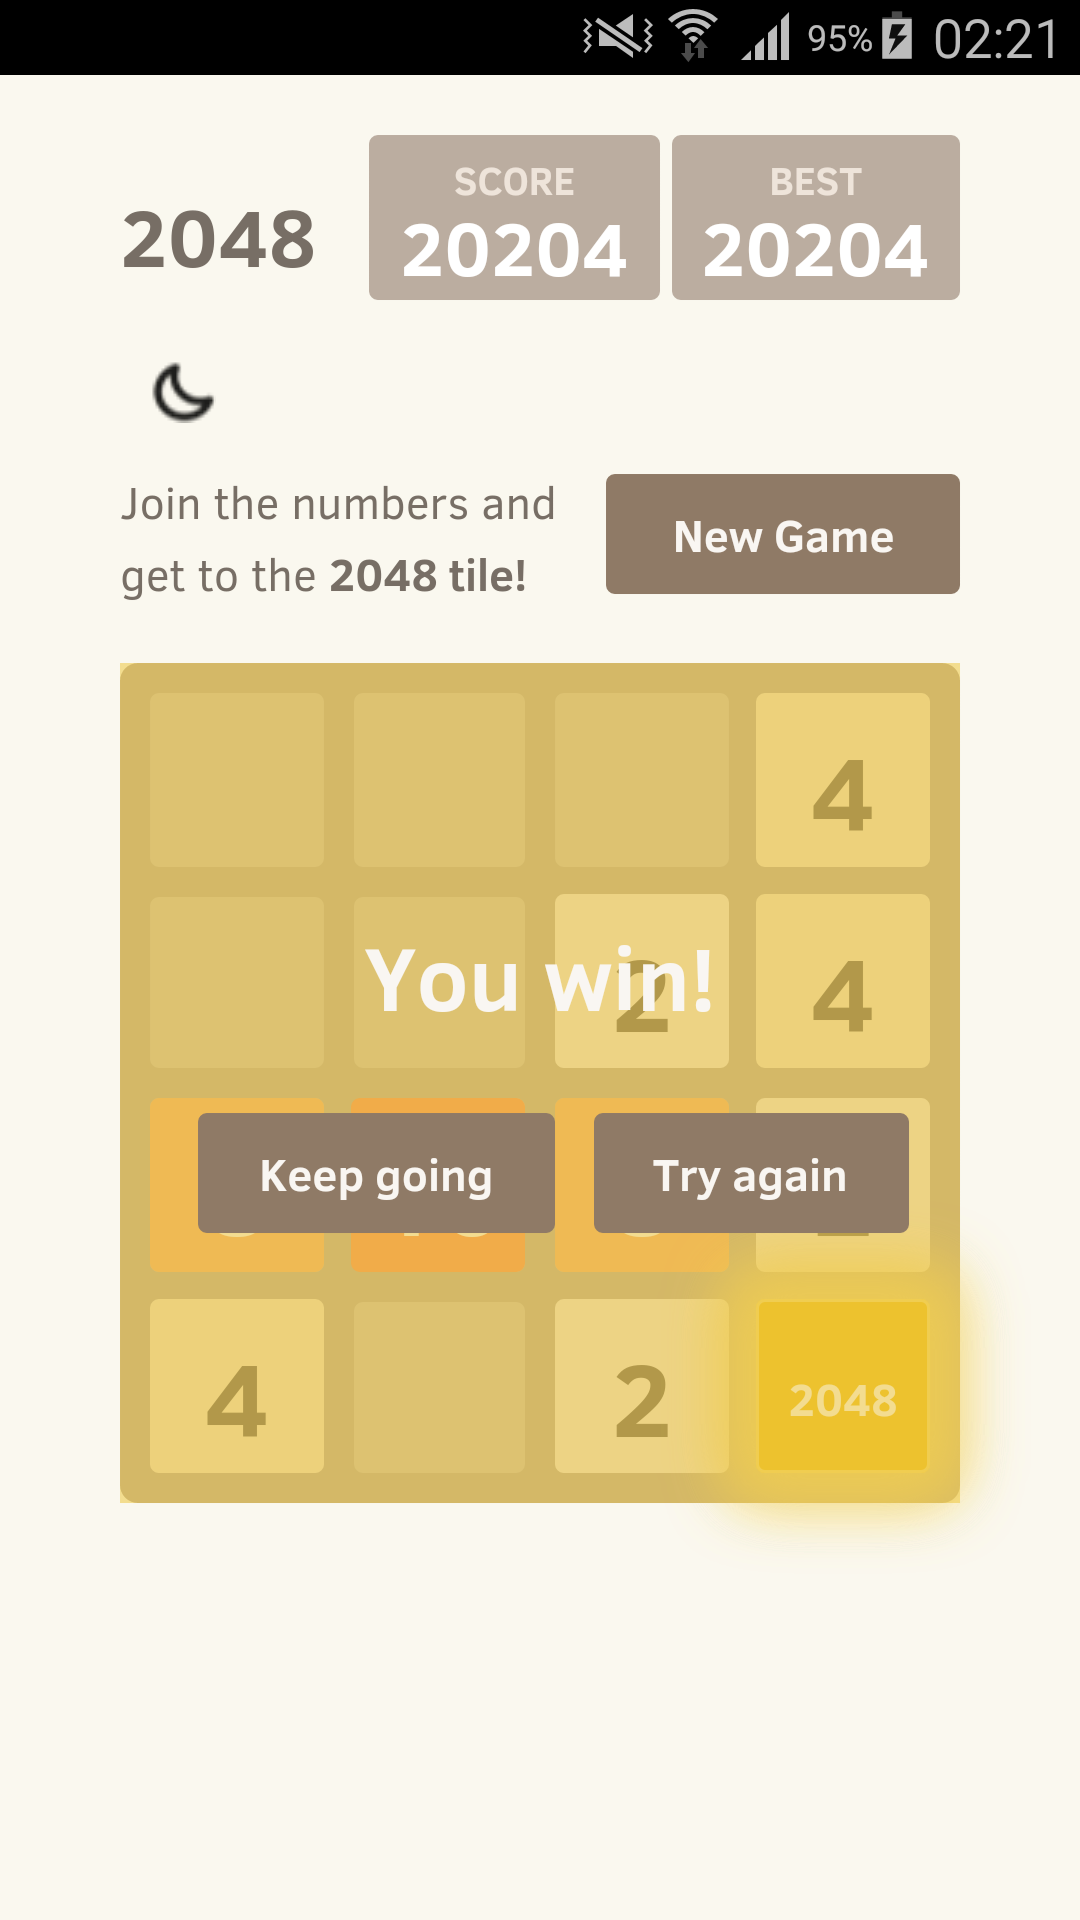 95% 02:21
2048
SCORE
20204
BEST
20204
Join the numbers and
get to the 2048 tile!
New Game
4
2
4
You win!
Keep going
Try again
4
2
2048